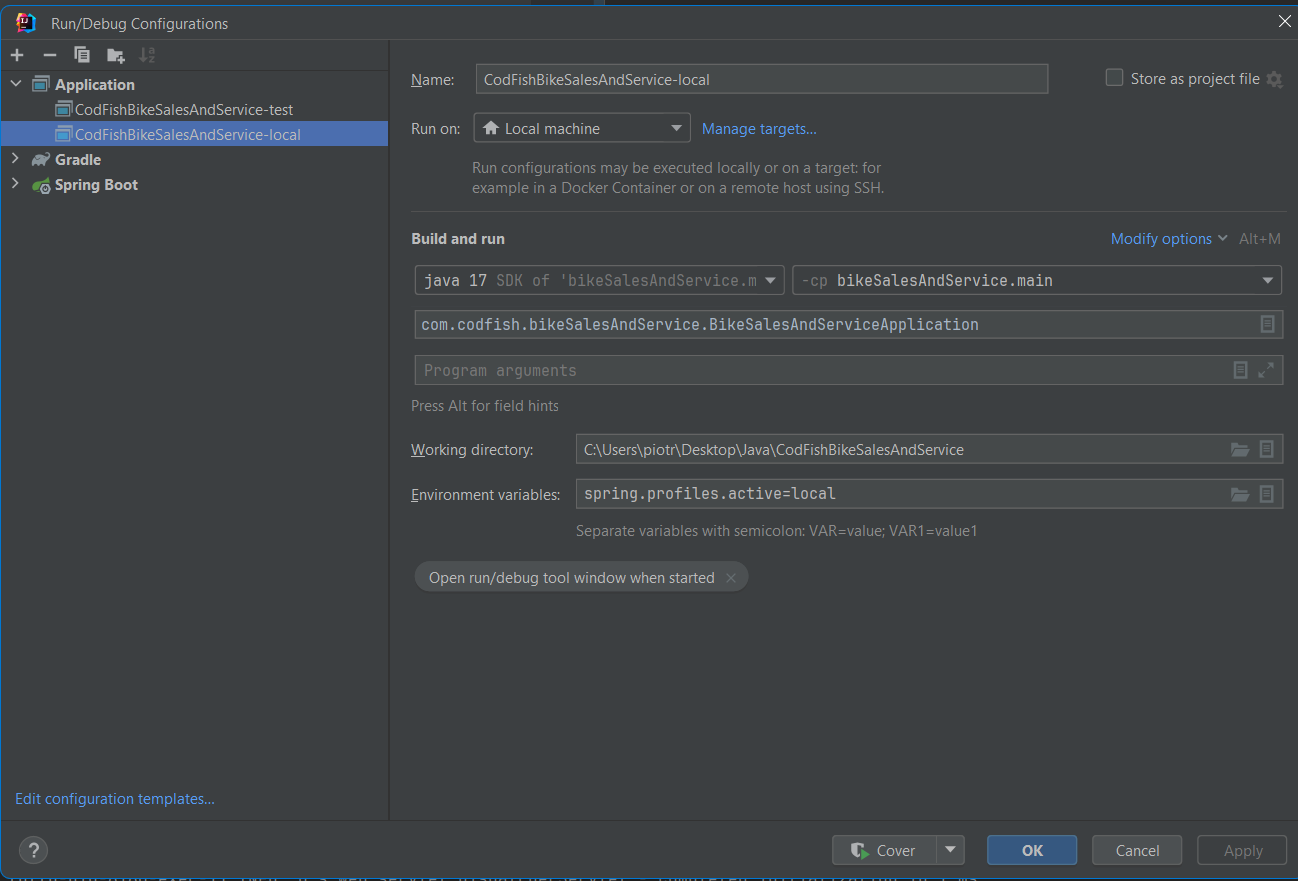 Run/Debug Configurations
Application
CodFishBikeSalesAndService-test
CodFishBikeSalesAndService-local
Gradle
Spring Boot
Edit configuration templates...
Name: CodFishBikeSalesAndService-local
Store as project file
Run on: Local machine Manage targets...
Run configurations may be executed locally or on a target: for
example in a Docker Container or on a remote host using SSH.
Build and run Modify options Alt+M
java 17 SDK of 'bikeSalesAndService.m -cp bikeSalesAndService.main
com.codfish.bikeSalesAndService.BikeSalesAndServiceApplication
Program arguments
Press Alt for field hints
Working directory: C:\Users\piotr\Desktop\Java\CodFishBikeSalesAndService
Environment variables: spring.profiles.active=local
Separate variables with semicolon: VAR=value; VAR1=value1
Open run/debug tool window when started
? Cover OK Cancel Apply